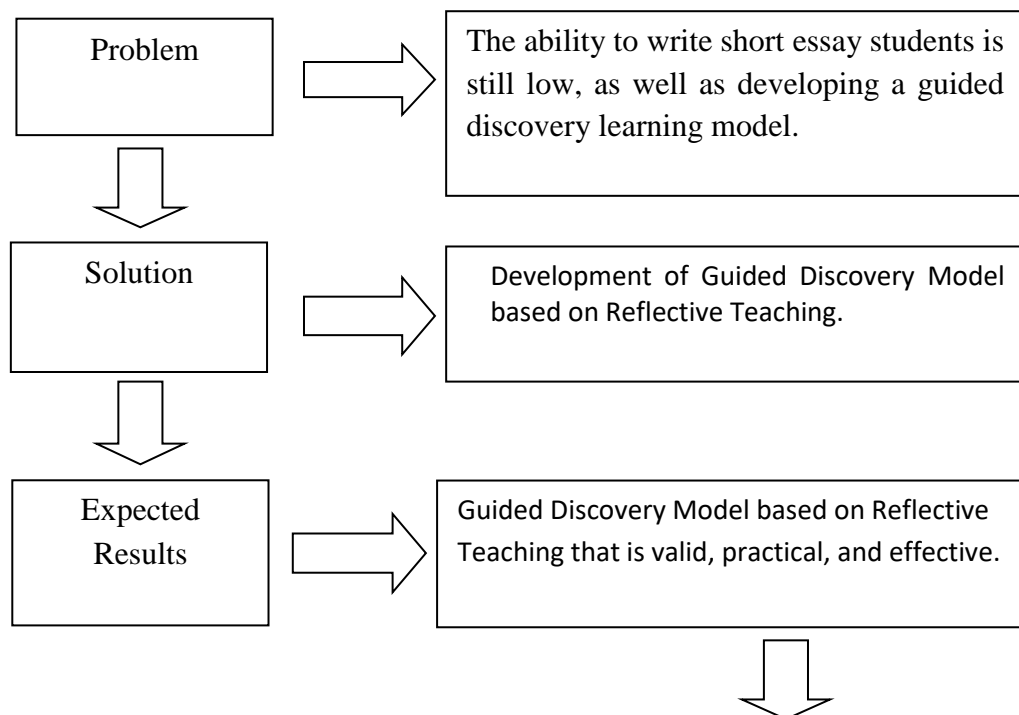 Problem
The ability to write short essay students is
still low, as well as developing a guided
discovery learning model.
Solution
Development of Guided Discovery Model
based on Reflective Teaching.
Expected
Results
Guided Discovery Model based on Reflective
Teaching that is valid, practical, and effective.